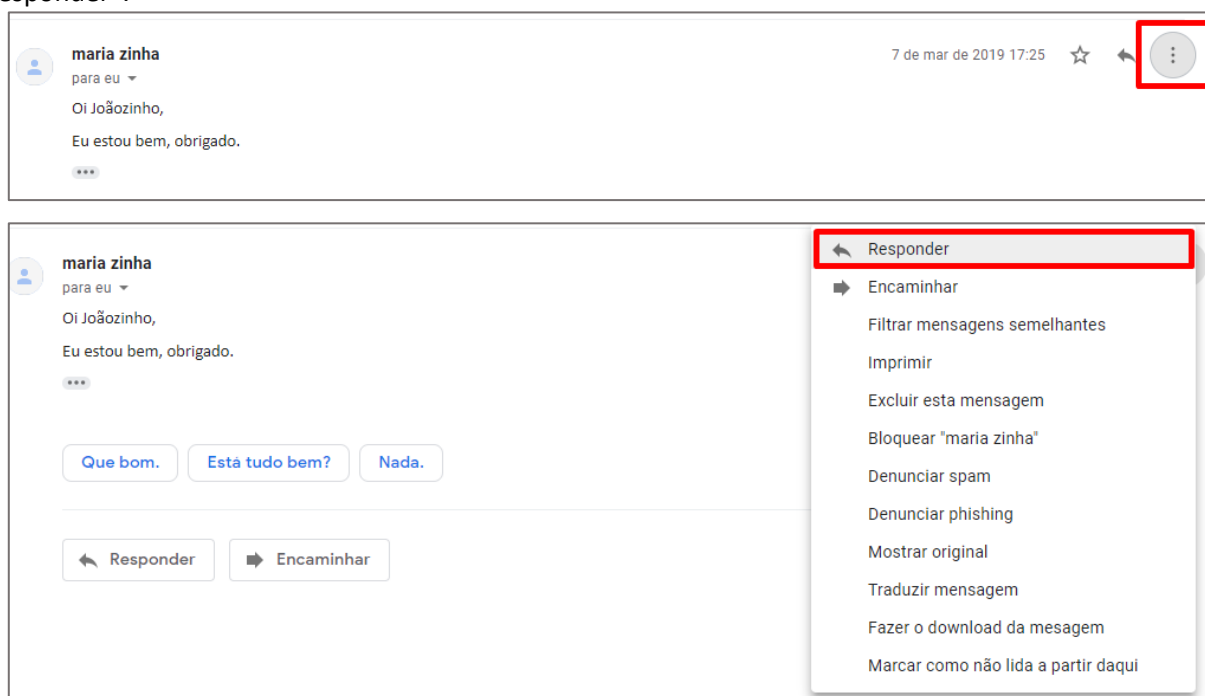 maria zinha
7 de mar de 2019 17:25
para eu
Oi Joãozinho,
Eu estou bem, obrigado.
maria zinha
para eu
Oi Joãozinho,
Eu estou bem, obrigado.
Que bom. Está tudo bem? Nada.
Responder Encaminhar
Responder
Encaminhar
Filtrar mensagens semelhantes
Imprimir
Excluir esta mensagem
Bloquear "maria zinha"
Denunciar spam
Denunciar phishing
Mostrar original
Traduzir mensagem
Fazer o download da mesagem
Marcar como não lida a partir daqui